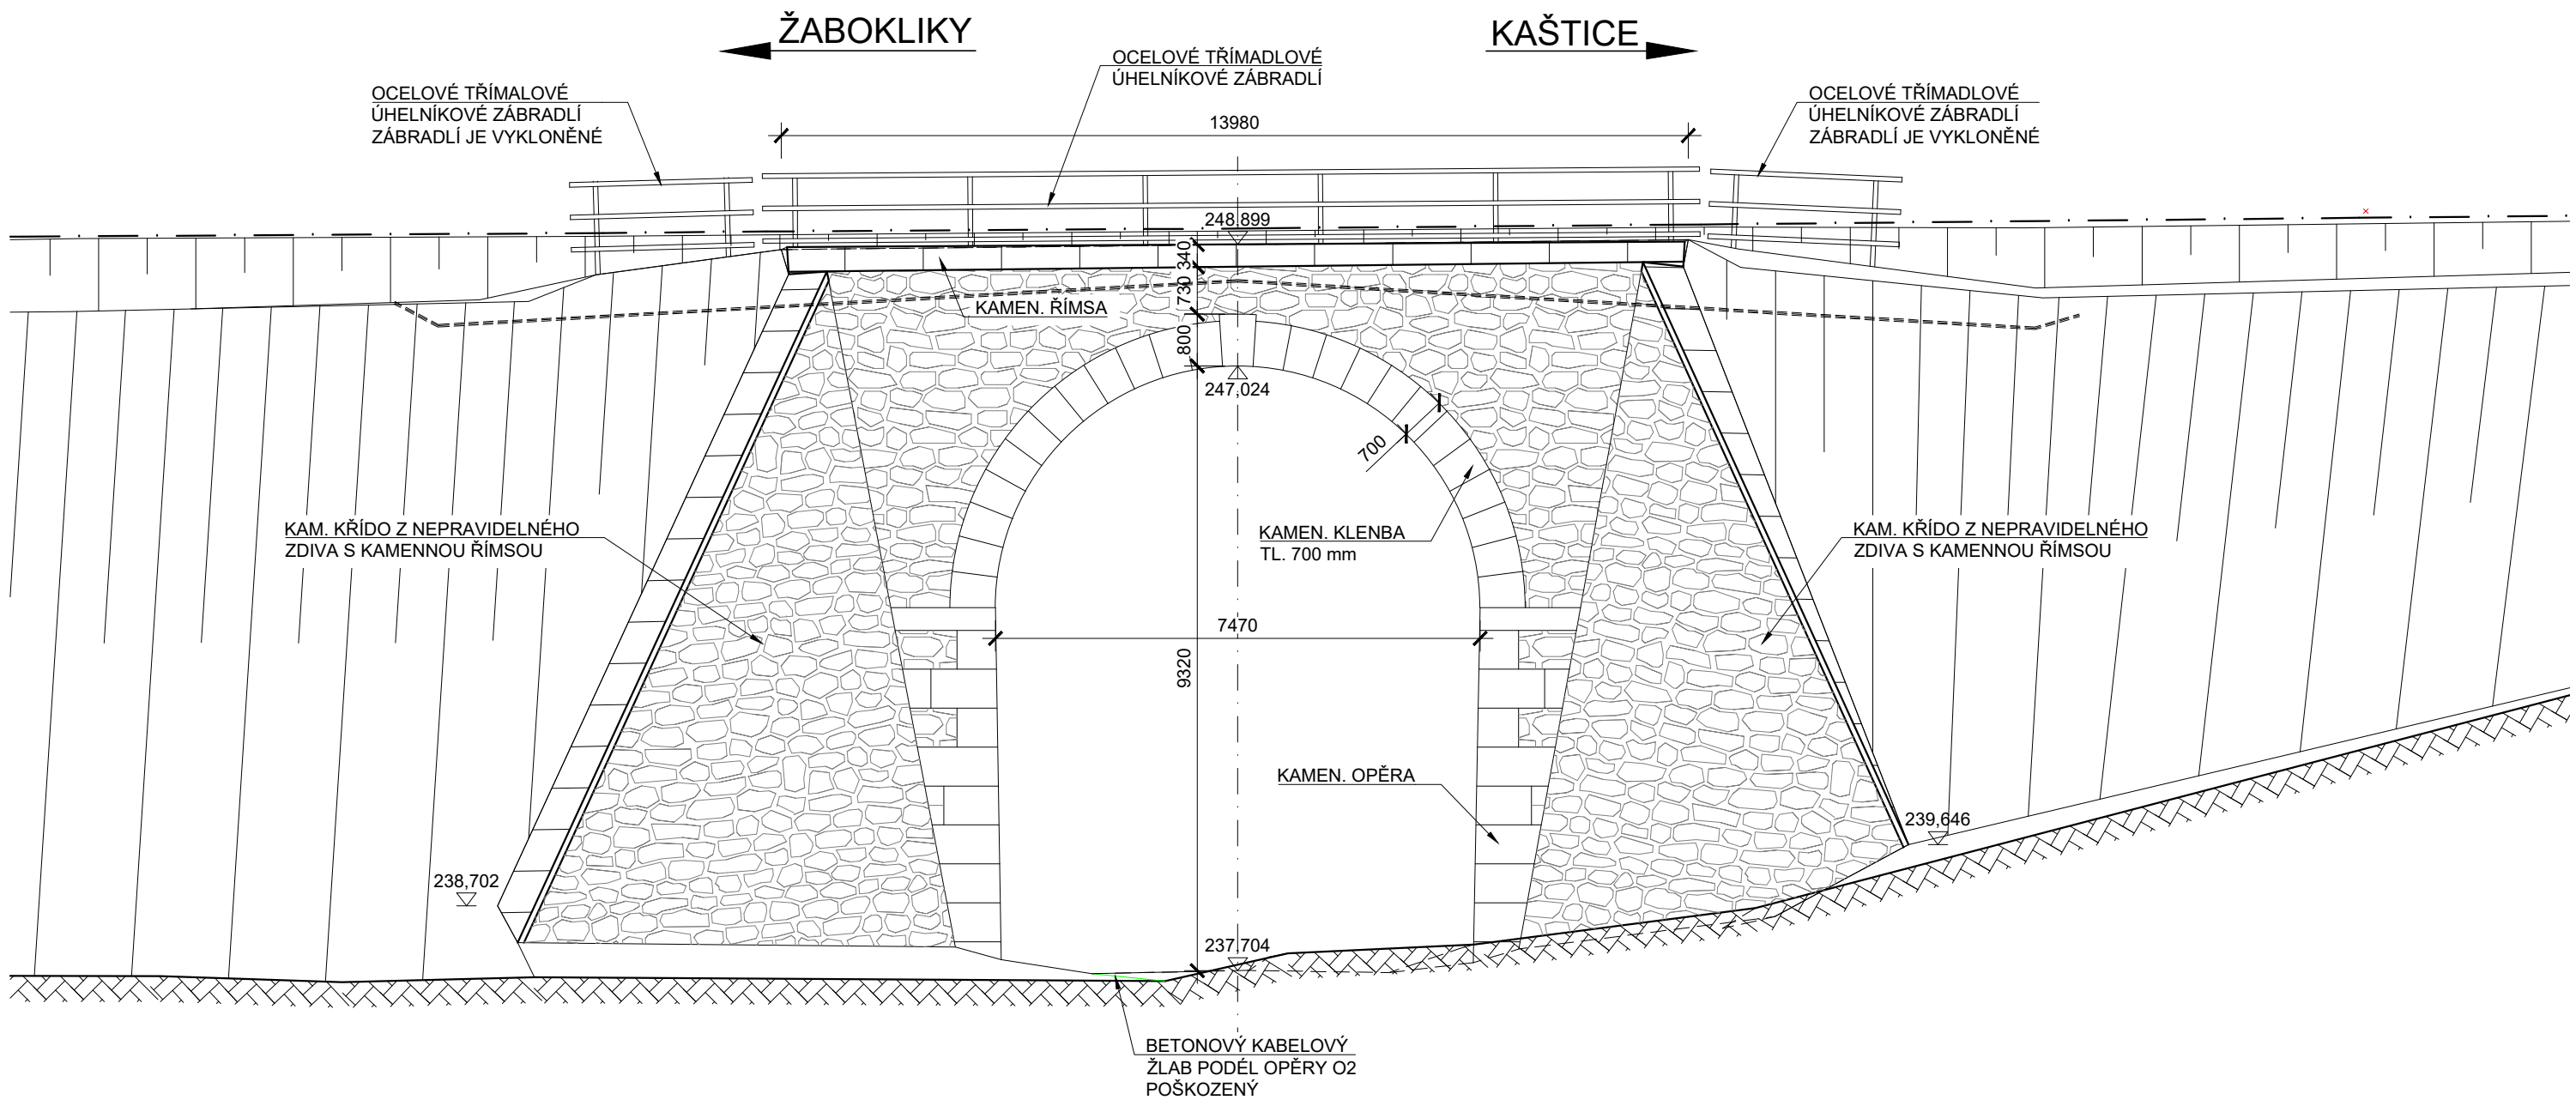 ŽABOKLIKY
KAŠTICE
OCELOVÉ TŘÍMADLOVÉ
ÚHELNÍKOVÉ ZÁBRADLÍ
OCELOVÉ TŘÍMALOVÉ
ÚHELNÍKOVÉ ZÁBRADLÍ
ZÁBRADLÍ JE VYKLONĚNÉ
OCELOVÉ TŘÍMADLOVÉ
ÚHELNÍKOVÉ ZÁBRADLÍ
ZÁBRADLÍ JE VYKLONĚNÉ
13980
248,899
340
730
KAMEN. ŘÍMSA
800
247,024
700
KAM. KŘÍDO Z NEPRAVIDELNÉHO
ZDIVA S KAMENNOU ŘÍMSOU
KAMEN. KLENBA
TL. 700 mm
KAM. KŘÍDO Z NEPRAVIDELNÉHO
ZDIVA S KAMENNOU ŘÍMSOU
7470
9320
KAMEN. OPĚRA
239,646
238,702
237,704
BETONOVÝ KABELOVÝ
ŽLAB PODÉL OPĚRY O2
POŠKOZENÝ